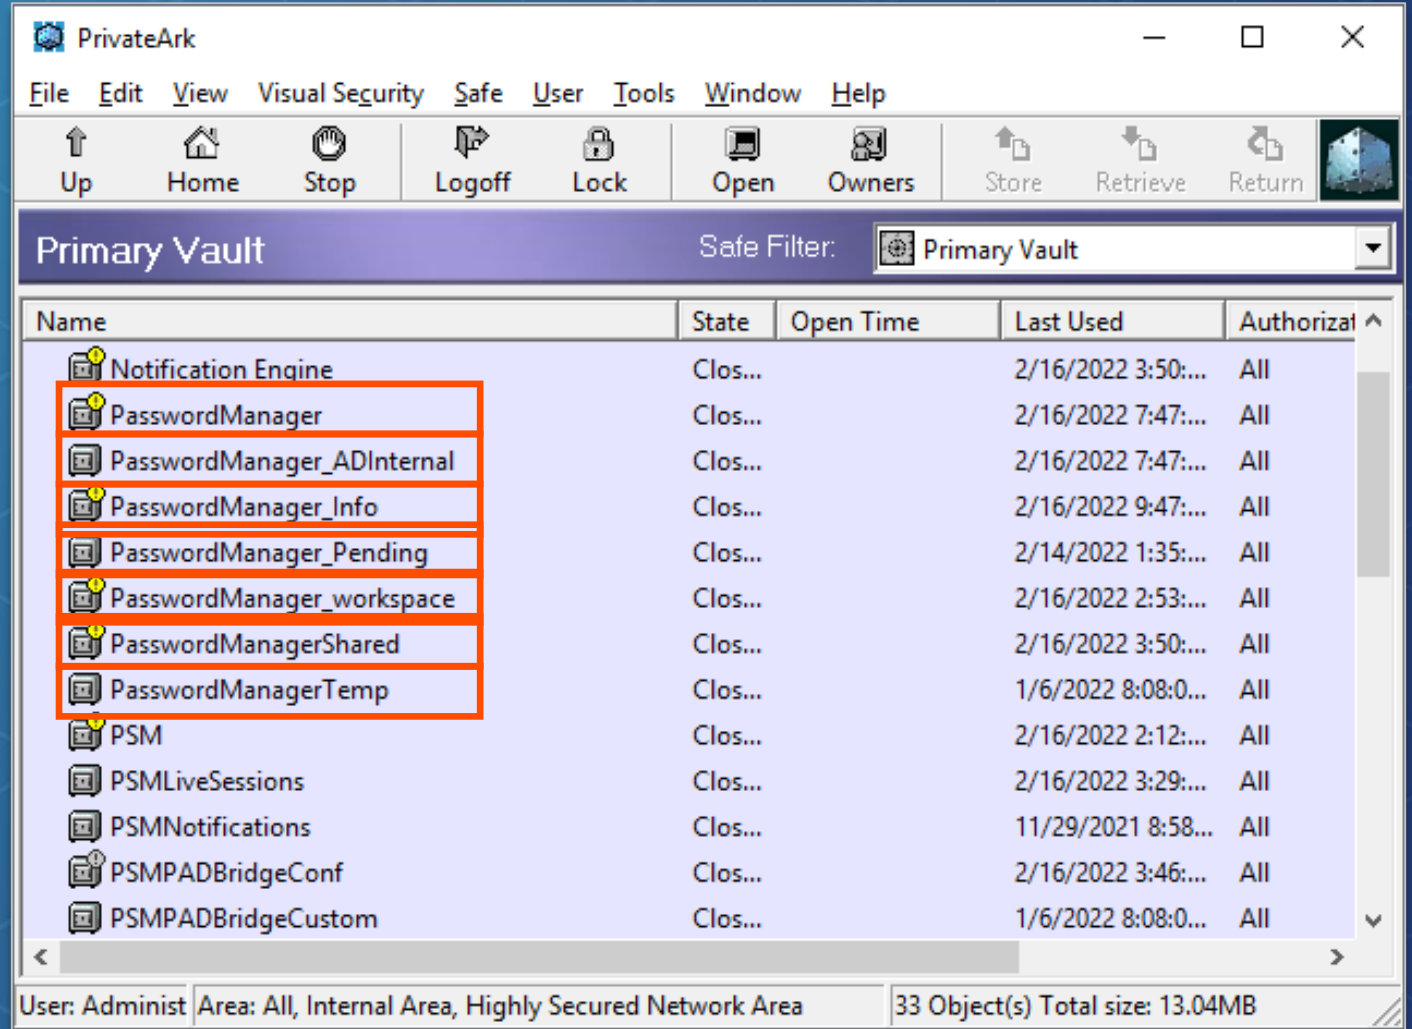 PrivateArk
File Edit View Visual Security Safe User Tools Window Help
Up Home Stop Logoff Lock Open Owners Store Retrieve Return
Primary Vault Safe Filter: Primary Vault
Name State Open Time Last Used Authorizat
Notification Engine Clos... 2/16/2022 3:50:... All
PasswordManager Clos... 2/16/2022 7:47:... All
PasswordManager_ADInternal Clos... 2/16/2022 7:47:... All
PasswordManager_Info Clos... 2/16/2022 9:47:... All
PasswordManager_Pending Clos... 2/14/2022 1:35:... All
PasswordManager_workspace Clos... 2/16/2022 2:53:... All
PasswordManagerShared Clos... 2/16/2022 3:50:... All
PasswordManagerTemp Clos... 1/6/2022 8:08:0... All
PSM Clos... 2/16/2022 2:12:... All
PSMLiveSessions Clos... 2/16/2022 3:29:... All
PSMNotifications Clos... 11/29/2021 8:58... All
PSMPADBridgeConf Clos... 2/16/2022 3:46:... All
PSMPADBridgeCustom Clos... 1/6/2022 8:08:0... All
User: Administ Area: All, Internal Area, Highly Secured Network Area 33 Object(s) Total size: 13.04MB